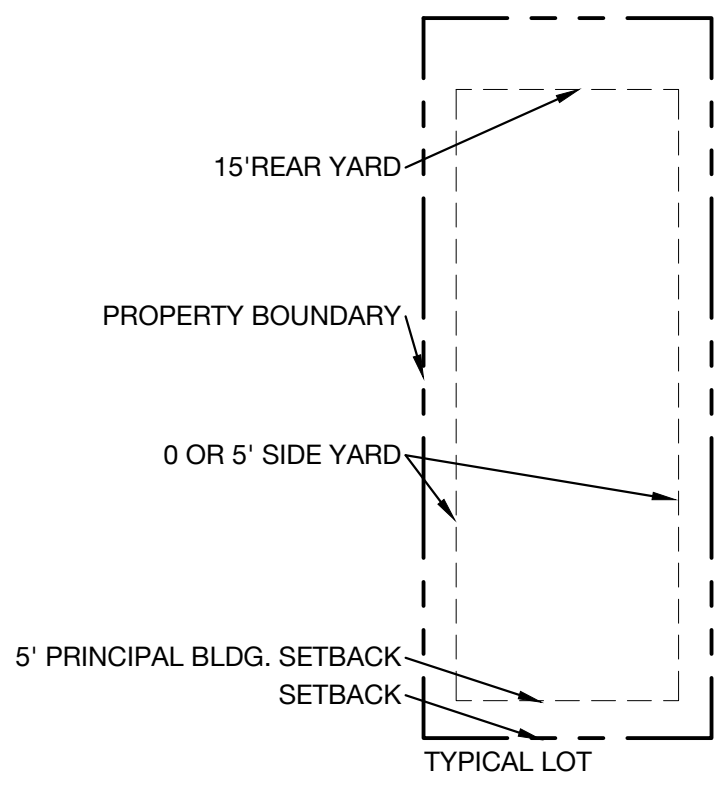 15'REAR YARD
PROPERTY BOUNDARY
0 OR 5' SIDE YARD
5' PRINCIPAL BLDG. SETBACK
SETBACK
TYPICAL LOT